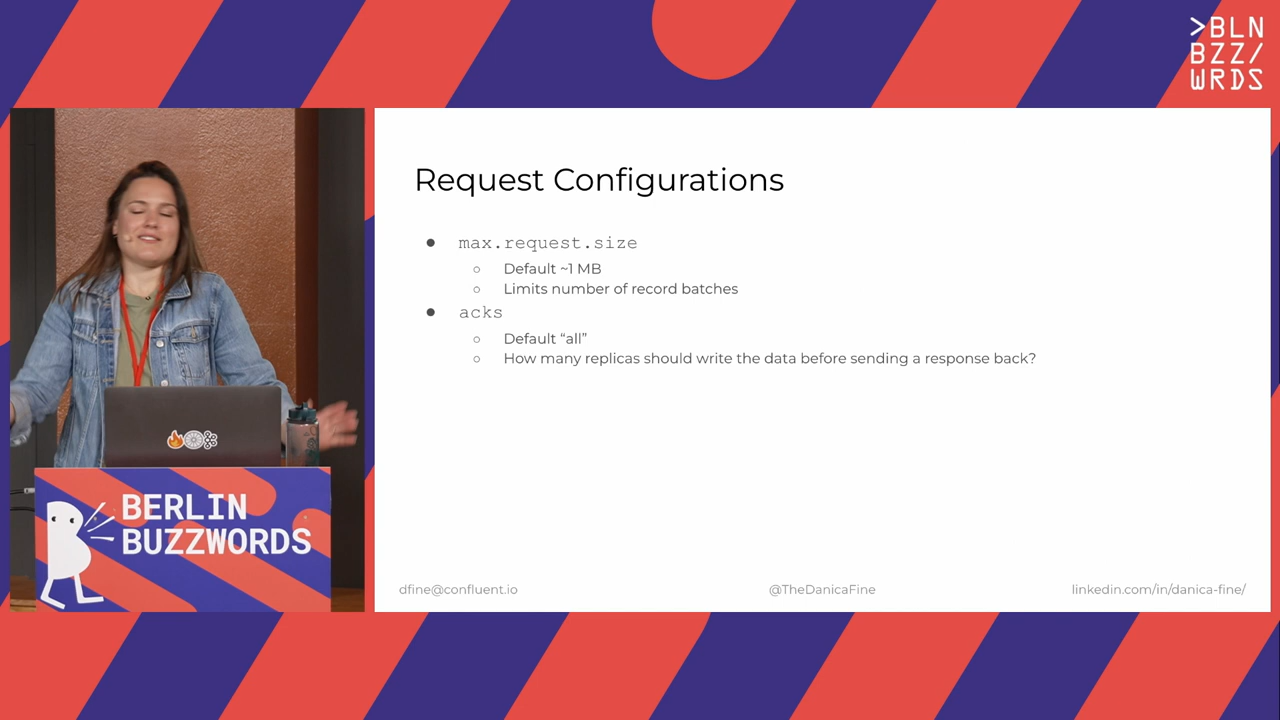 >BLN
BZZ/
WRDS
Request Configurations
● max.request.size
○ Default ~1 MB
○ Limits number of record batches
● acks
○ Default “all”
○ How many replicas should write the data before sending a response back?
BERLIN
BUZZWORDS
dfine@confluent.io
@TheDanicaFine
linkedin.com/in/danica-fine/